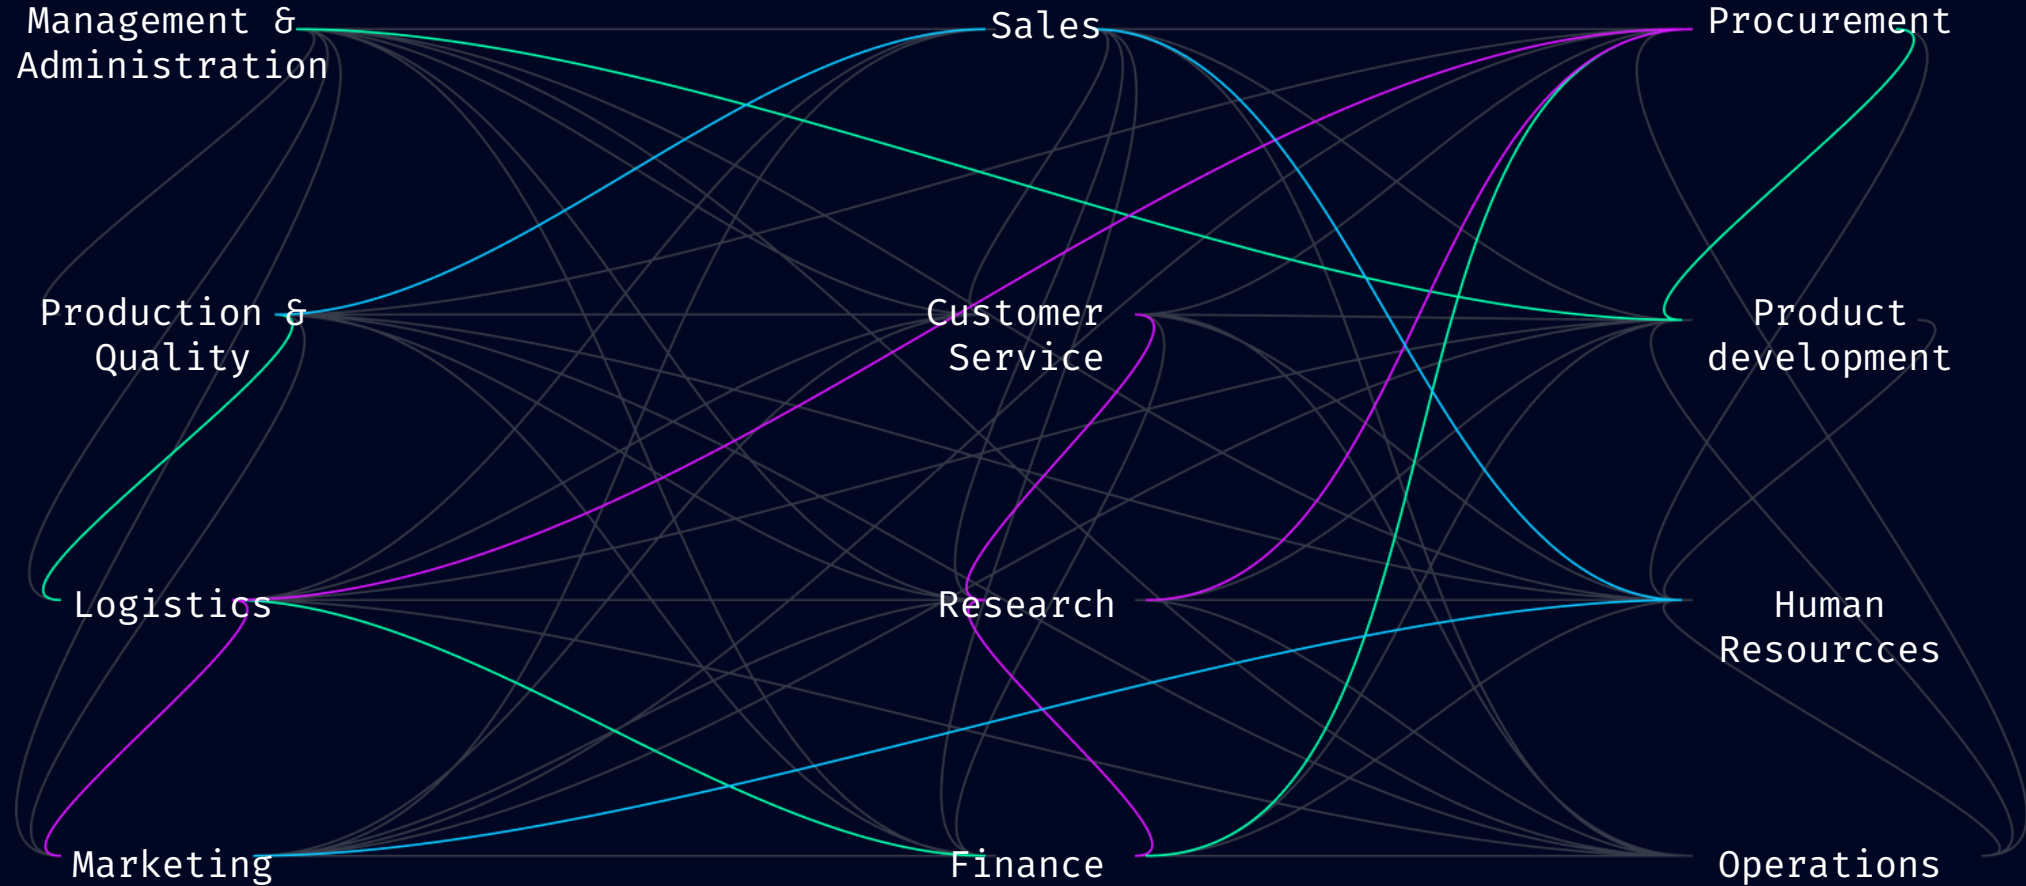 Management &
Administration
Sales
Procurement
Production &
Quality
Customer
Service
Product
development
Logistics
Research
Human
Resourcces
Marketing
Finance
Operations